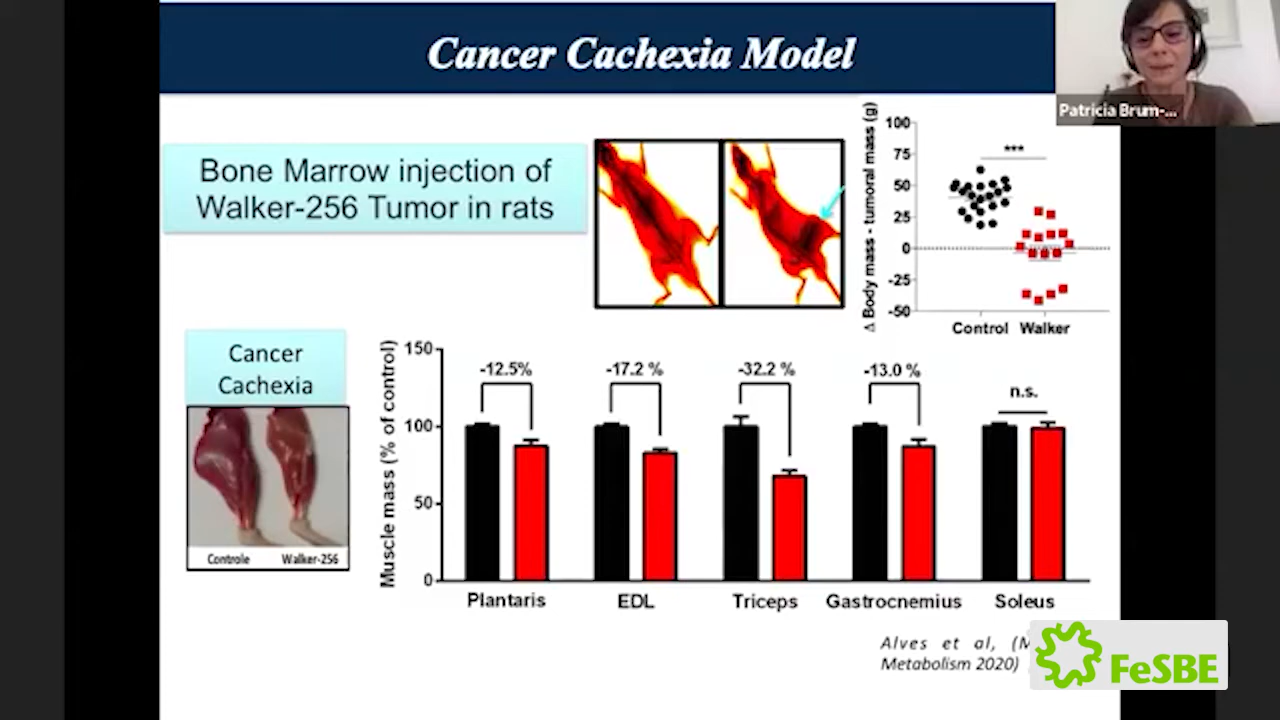 Cancer Cachexia Model
Patricia Brum-...
Bone Marrow injection of
Walker-256 Tumor in rats
Δ Body mass - tumoral mass (g)
100
75
50
25
0
-25
-50
***
Control Walker
Cancer
Cachexia
Controle Walker-256
Muscle mass (% of control)
150
100
50
0
-12.5%
-17.2 %
-32.2 %
-13.0 %
n.s.
Plantaris EDL Triceps Gastrocnemius Soleus
Alves et al, (M
Metabolism 2020)
FeSBE